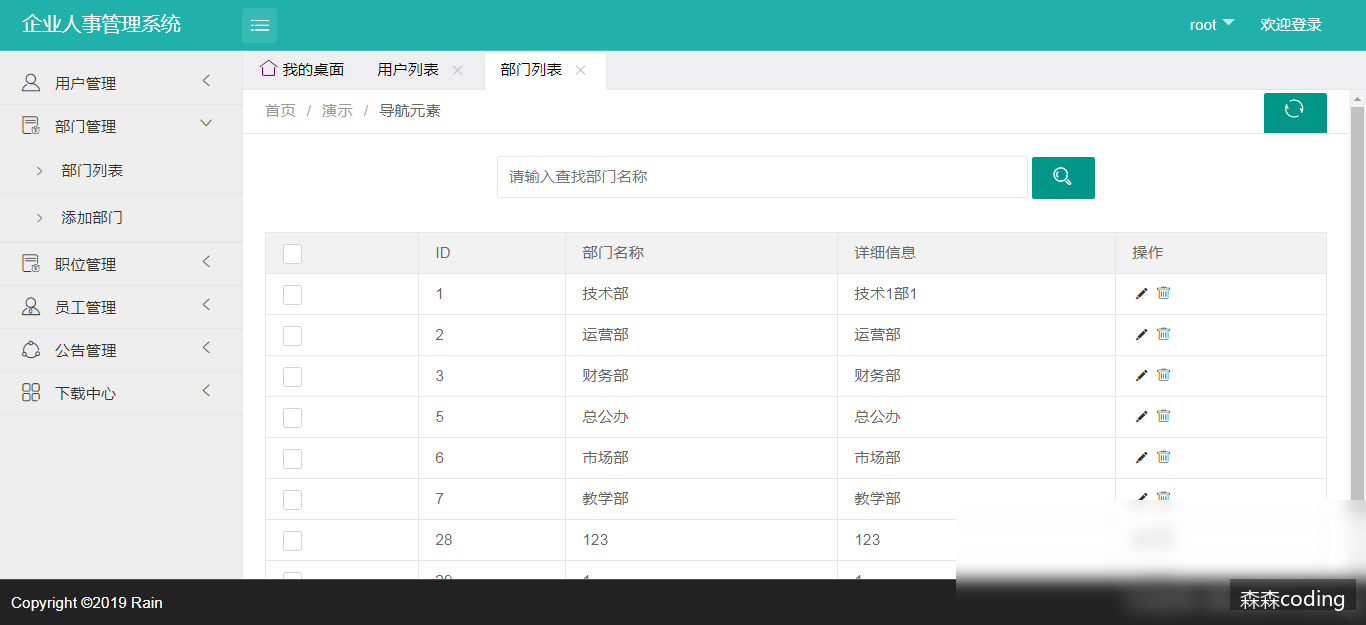 企业人事管理系统
root 欢迎登录
我的桌面 用户列表 部门列表
首页 / 演示 / 导航元素
用户管理
部门管理
部门列表
添加部门
职位管理
员工管理
公告管理
下载中心
请输入查找部门名称
ID 部门名称 详细信息 操作
1 技术部 技术1部1
2 运营部 运营部
3 财务部 财务部
5 总公办 总公办
6 市场部 市场部
7 教学部 教学部
28 123 123
Copyright ©2019 Rain
森森coding